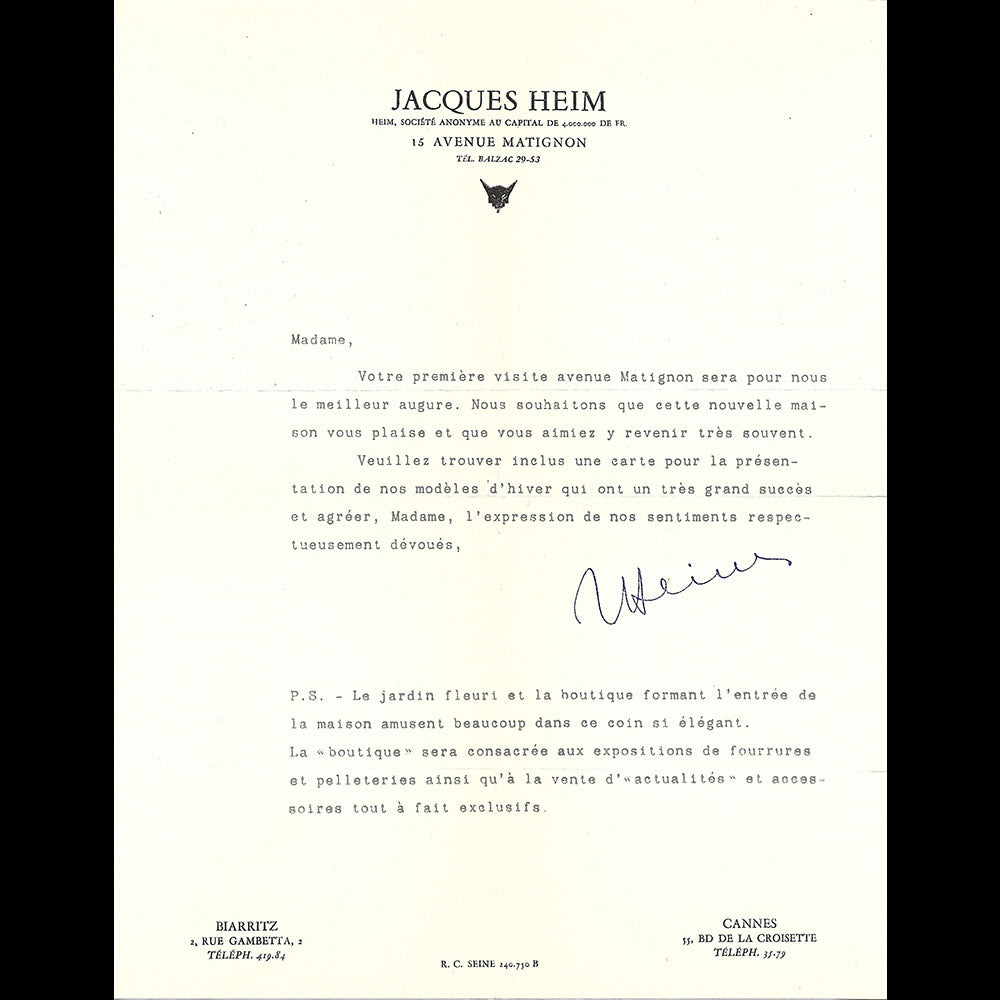 JACQUES HEIM
HEIM, SOCIÉTÉ ANONYME AU CAPITAL DE 4.000.000 DE FR.
15 AVENUE MATIGNON
TÉL. BALZAC 29-53
Madame,
Votre première visite avenue Matignon sera pour nous
le meilleur augure. Nous souhaitons que cette nouvelle mai-
son vous plaise et que vous aimiez y revenir très souvent.
Veuillez trouver inclus une carte pour la présen-
tation de nos modèles d'hiver qui ont un très grand succès
et agréer, Madame, l'expression de nos sentiments respec-
tueusement dévoués,
Heim
P.S. - Le jardin fleuri et la boutique formant l'entrée de
la maison amusent beaucoup dans ce coin si élégant.
La «boutique» sera consacrée aux expositions de fourrures
et pelleteries ainsi qu'à la vente d'«actualités» et acces-
soires tout à fait exclusifs.
BIARRITZ
2, RUE GAMBETTA, 2
TÉLÉPH. 419.84
CANNES
55, BD DE LA CROISETTE
TÉLÉPH. 35.79
R. C. SEINE 240.750 B